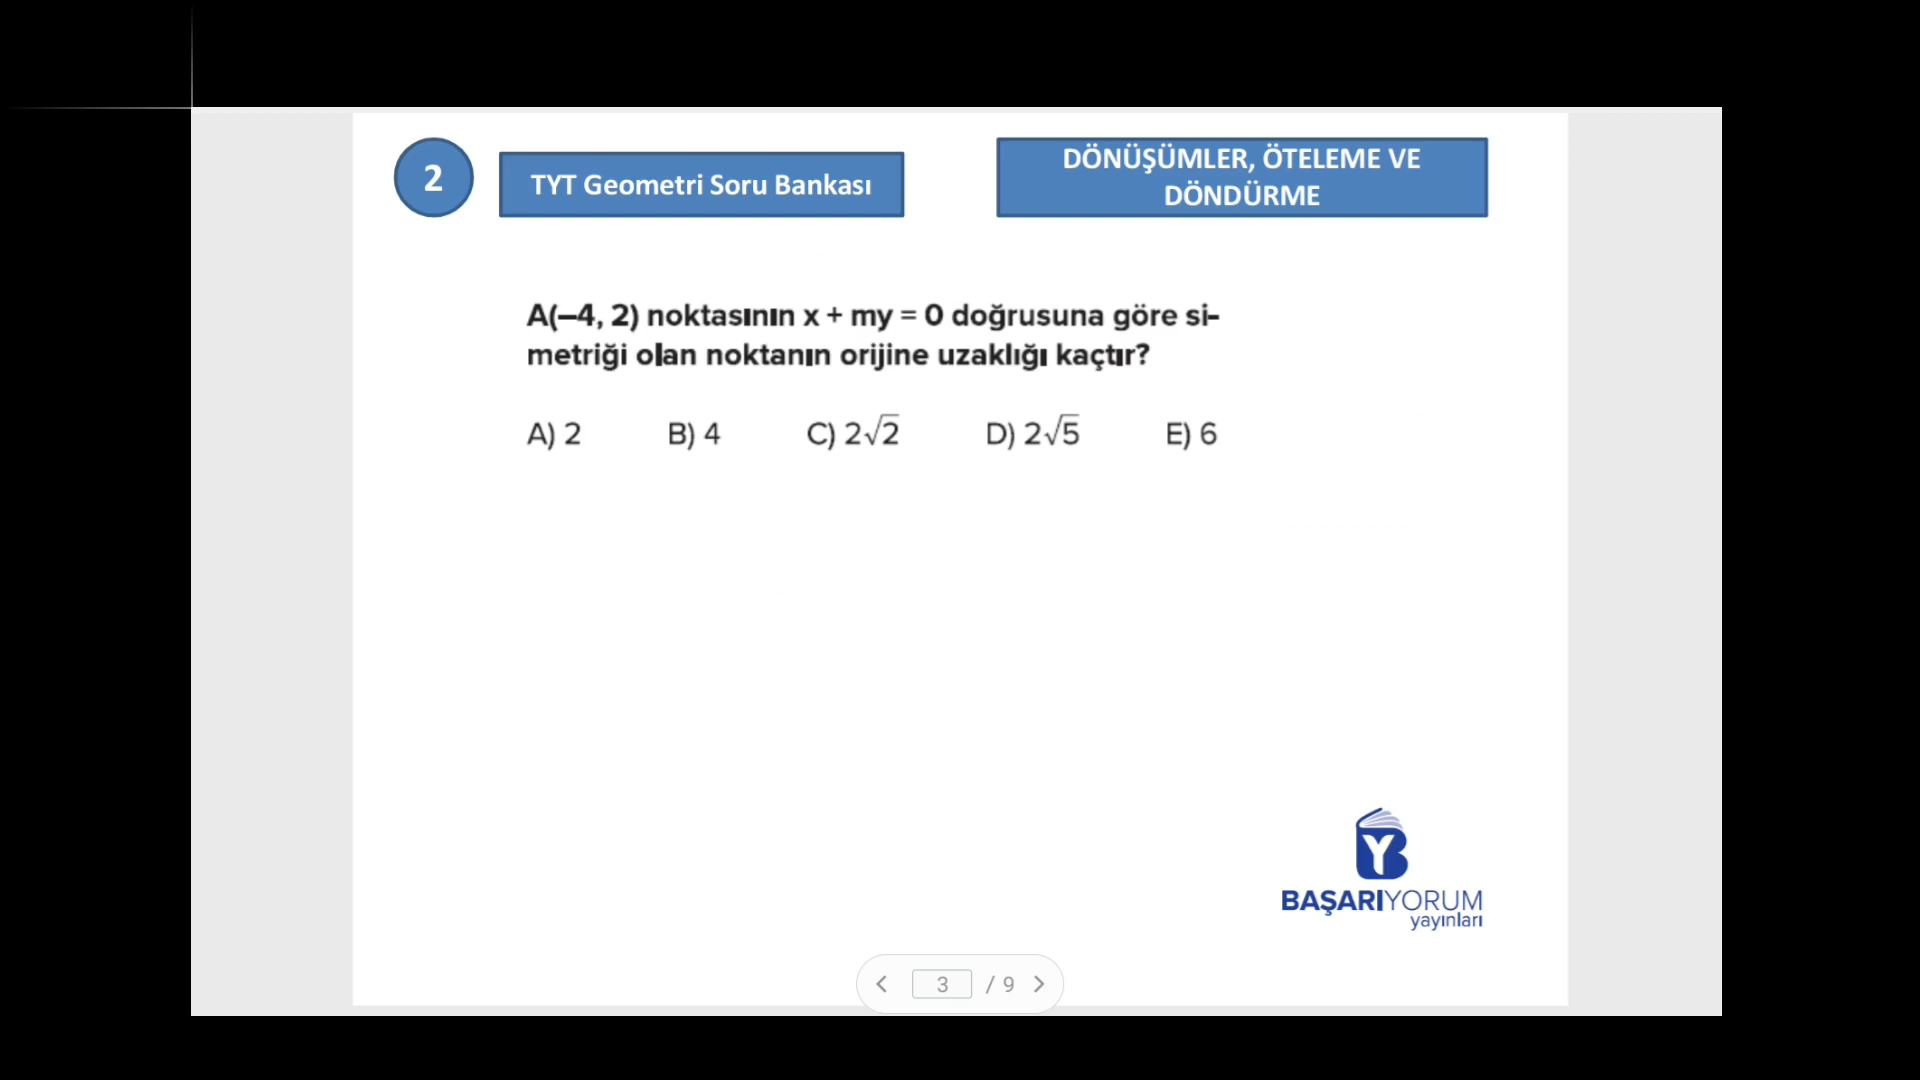 2
TYT Geometri Soru Bankası
DÖNÜŞÜMLER, ÖTELEME VE
DÖNDÜRME
A(–4, 2) noktasının x + my = 0 doğrusuna göre si-
metriği olan noktanın orijine uzaklığı kaçtır?
A) 2 B) 4 C) 2√2 D) 2√5 E) 6
BAŞARIYORUM
yayınları
3 / 9